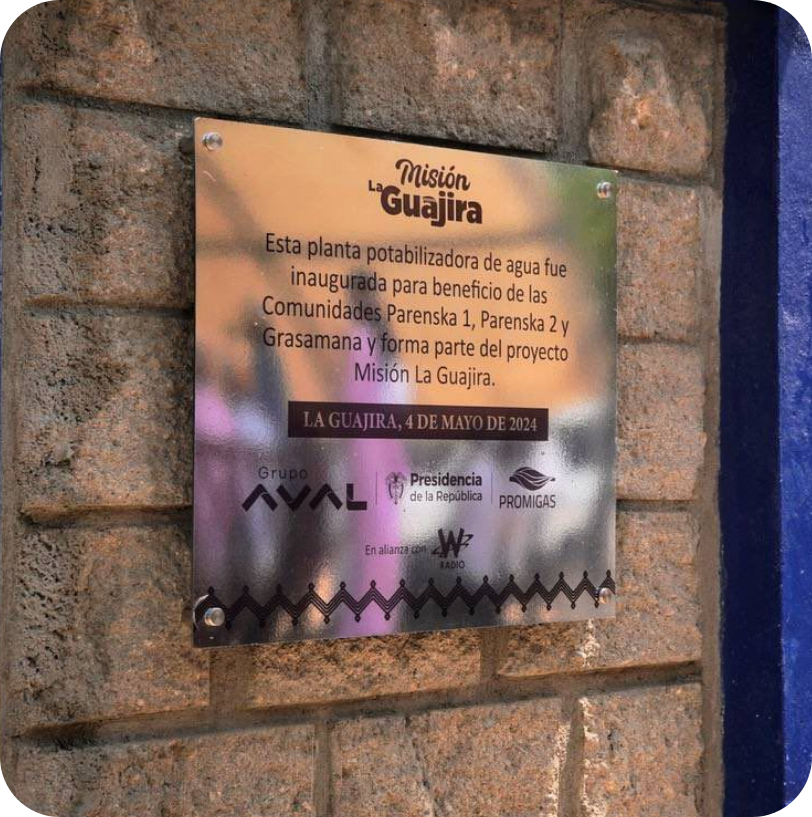 Misión
La Guajira
Esta planta potabilizadora de agua fue
inaugurada para beneficio de las
Comunidades Parenska 1, Parenska 2 y
Grasamana y forma parte del proyecto
Misión La Guajira.
LA GUAJIRA, 4 DE MAYO DE 2024
Grupo
AVAL
Presidencia
de la República
PROMIGAS
En alianza con W
RADIO